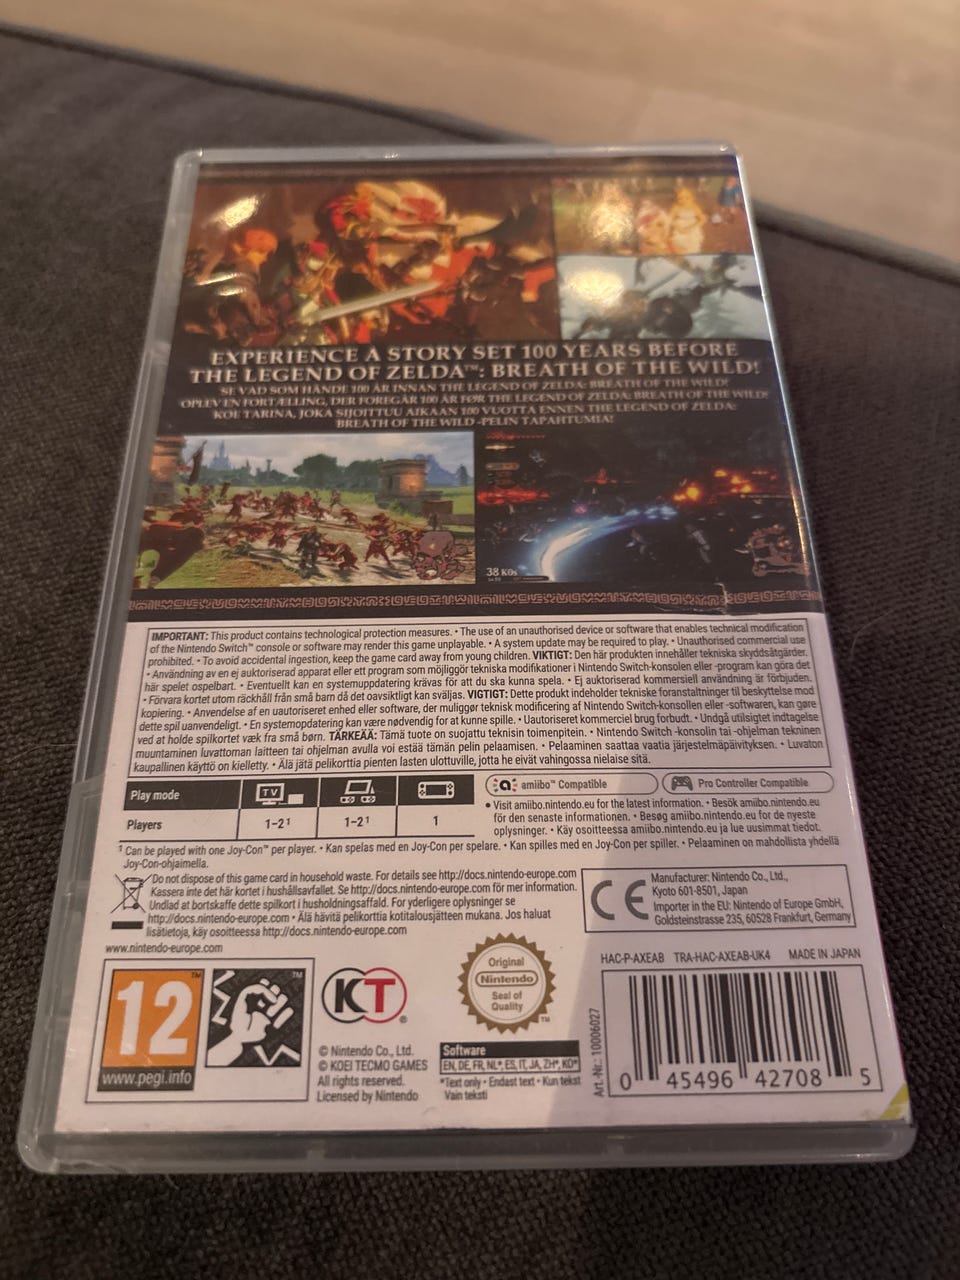 EXPERIENCE A STORY SET 100 YEARS BEFORE
THE LEGEND OF ZELDA™: BREATH OF THE WILD!
SE VAD SOM HÄNDE 100 ÅR INNAN THE LEGEND OF ZELDA: BREATH OF THE WILD!
OPLEV EN FORTÆLLING, DER FOREGÅR 100 ÅR FØR THE LEGEND OF ZELDA: BREATH OF THE WILD!
KOE TARINA, JOKA SIJOITTUU AIKAAN 100 VUOTTA ENNEN THE LEGEND OF ZELDA:
BREATH OF THE WILD -PELIN TAPAHTUMIA!
38 KOs
IMPORTANT: This product contains technological protection measures. • The use of an unauthorised device or software that enables technical modification
of the Nintendo Switch™ console or software may render this game unplayable. • A system update may be required to play. • Unauthorised commercial use
prohibited. • To avoid accidental ingestion, keep the game card away from young children. VIKTIGT: Den här produkten innehåller tekniska skyddsåtgärder.
• Användning av en ej auktoriserad apparat eller ett program som möjliggör tekniska modifikationer i Nintendo Switch-konsolen eller -program kan göra det
här spelet ospelbart. • Eventuellt kan en systemuppdatering krävas för att du ska kunna spela. • Ej auktoriserad kommersiell användning är förbjuden.
• Förvara kortet utom räckhåll från små barn då det oavsiktligt kan sväljas. VIGTIGT: Dette produkt indeholder tekniske foranstaltninger til beskyttelse mod
kopiering. • Anvendelse af en uautoriseret enhed eller software, der muliggør teknisk modificering af Nintendo Switch-konsollen eller -softwaren, kan gøre
dette spil uanvendeligt. • En systemopdatering kan være nødvendig for at kunne spille. • Uautoriseret kommerciel brug forbudt. • Undgå utilsigtet indtagelse
ved at holde spilkortet væk fra små børn. TÄRKEÄÄ: Tämä tuote on suojattu teknisin toimenpitein. • Nintendo Switch -konsolin tai -ohjelman tekninen
muuntaminen luvattoman laitteen tai ohjelman avulla voi estää tämän pelin pelaamisen. • Pelaaminen saattaa vaatia järjestelmäpäivityksen. • Luvaton
kaupallinen käyttö on kielletty. • Älä jätä pelikorttia pienten lasten ulottuville, jotta he eivät vahingossa nielaise sitä.
Play mode TV
Players 1-2¹ 1-2¹ 1
amiibo™ Compatible
Pro Controller Compatible
• Visit amiibo.nintendo.eu for the latest information. • Besök amiibo.nintendo.eu
för den senaste informationen. • Besøg amiibo.nintendo.eu for de nyeste
oplysninger. • Käy osoitteessa amiibo.nintendo.eu ja lue uusimmat tiedot.
¹ Can be played with one Joy-Con™ per player. • Kan spelas med en Joy-Con per spelare. • Kan spilles med en Joy-Con per spiller. • Pelaaminen on mahdollista yhdellä
Joy-Con-ohjaimella.
Do not dispose of this game card in household waste. For details see http://docs.nintendo-europe.com
Kassera inte det här kortet i hushållsavfallet. Se http://docs.nintendo-europe.com för mer information.
Undlad at bortskaffe dette spilkort i husholdningsaffald. For yderligere oplysninger se
http://docs.nintendo-europe.com • Älä hävitä pelikorttia kotitalousjätteen mukana. Jos haluat
lisätietoja, käy osoitteessa http://docs.nintendo-europe.com
CE
Manufacturer: Nintendo Co., Ltd.,
Kyoto 601-8501, Japan
Importer in the EU: Nintendo of Europe GmbH,
Goldsteinstrasse 235, 60528 Frankfurt, Germany
www.nintendo-europe.com
12
™
™
www.pegi.info
KT®
© Nintendo Co., Ltd.
© KOEI TECMO GAMES
All rights reserved.
Licensed by Nintendo
Original
Nintendo
Seal of
Quality
™
Software
EN, DE, FR, NL*, ES, IT, JA, ZH*, KO*
*Text only • Endast text • Kun tekst
Vain teksti
HAC-P-AXEAB TRA-HAC-AXEAB-UK4 MADE IN JAPAN
Art.-Nr.: 10006027
0 45496 42708 5